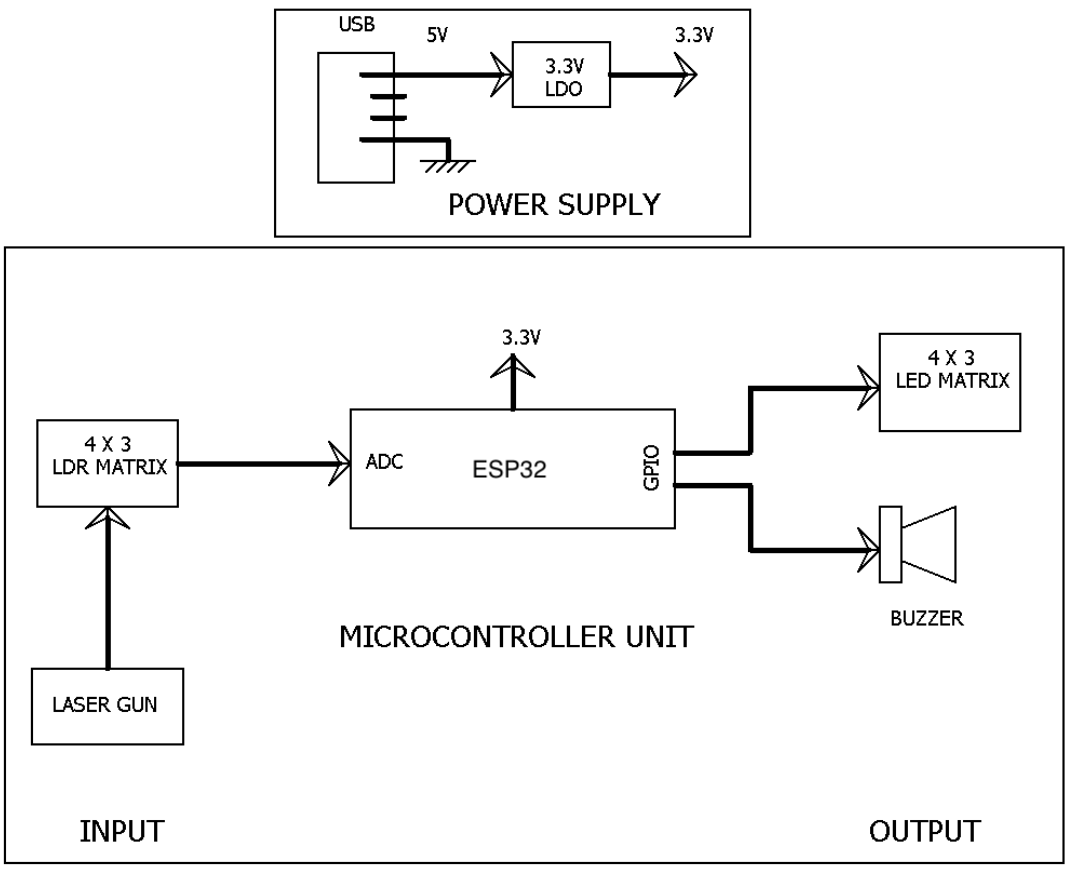 USB
5V
3.3V
3.3V
LDO
POWER SUPPLY
3.3V
4 X 3
LED MATRIX
4 X 3
LDR MATRIX
ADC
ESP32
GPIO
BUZZER
MICROCONTROLLER UNIT
LASER GUN
INPUT
OUTPUT